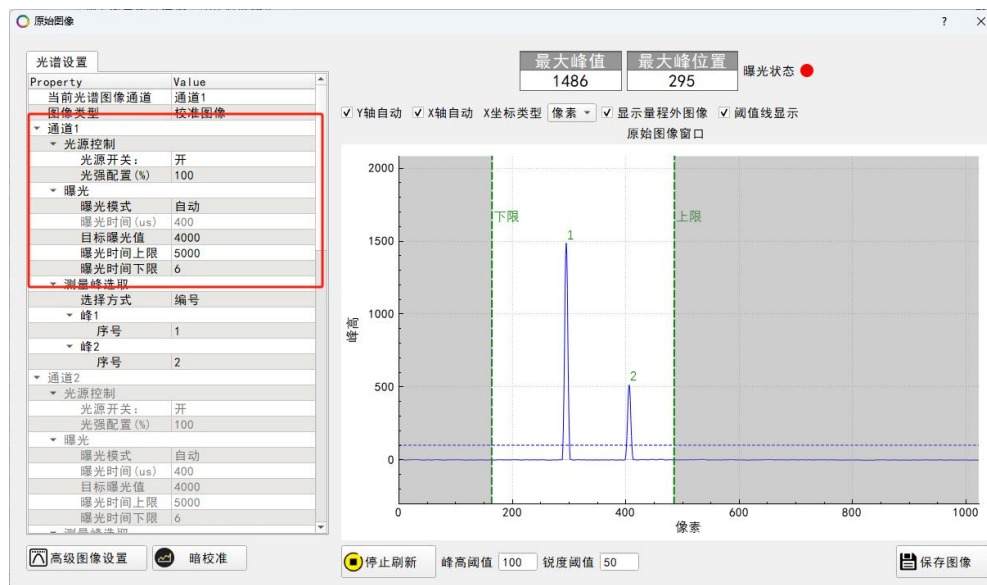 原始图像
? ×
光谱设置
Property Value
当前光谱图像通道 通道1
图像类型 校准图像
通道1
光源控制
光源开关: 开
光强配置(%) 100
曝光
曝光模式 自动
曝光时间(us) 400
目标曝光值 4000
曝光时间上限 5000
曝光时间下限 6
测量峰选取
选择方式 编号
峰1
序号 1
峰2
序号 2
通道2
光源控制
光源开关: 开
光强配置(%) 100
曝光
曝光模式 自动
曝光时间(us) 400
目标曝光值 4000
曝光时间上限 5000
曝光时间下限 6
测量峰选取
高级图像设置 暗校准
最大峰值 最大峰位置
1486 295
曝光状态
Y轴自动 X轴自动 X坐标类型 像素 显示量程外图像 阈值线显示
原始图像窗口
2000
下限 上限
1
1500
1000
峰高
2
500
0
0 200 400 600 800 1000
像素
停止刷新 峰高阈值 100 锐度阈值 50 保存图像